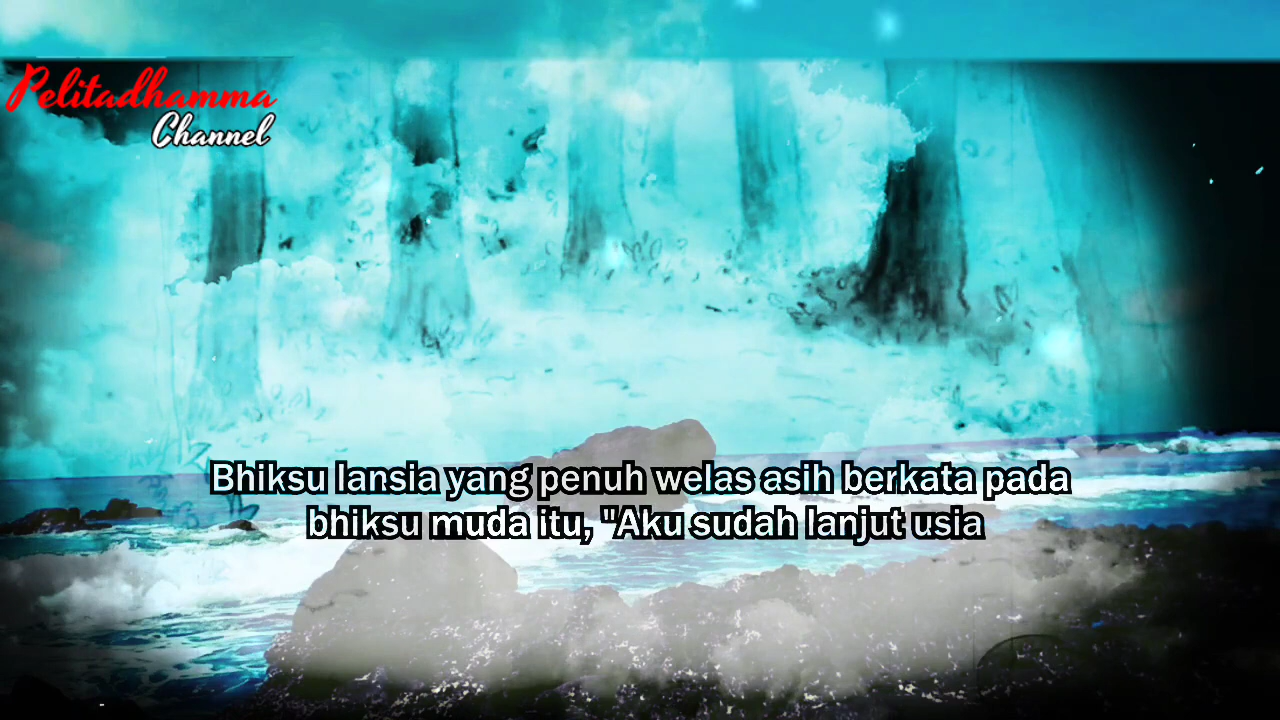 Pelitadhamma
Channel
Bhiksu lansia yang penuh welas asih berkata pada
bhiksu muda itu, "Aku sudah lanjut usia